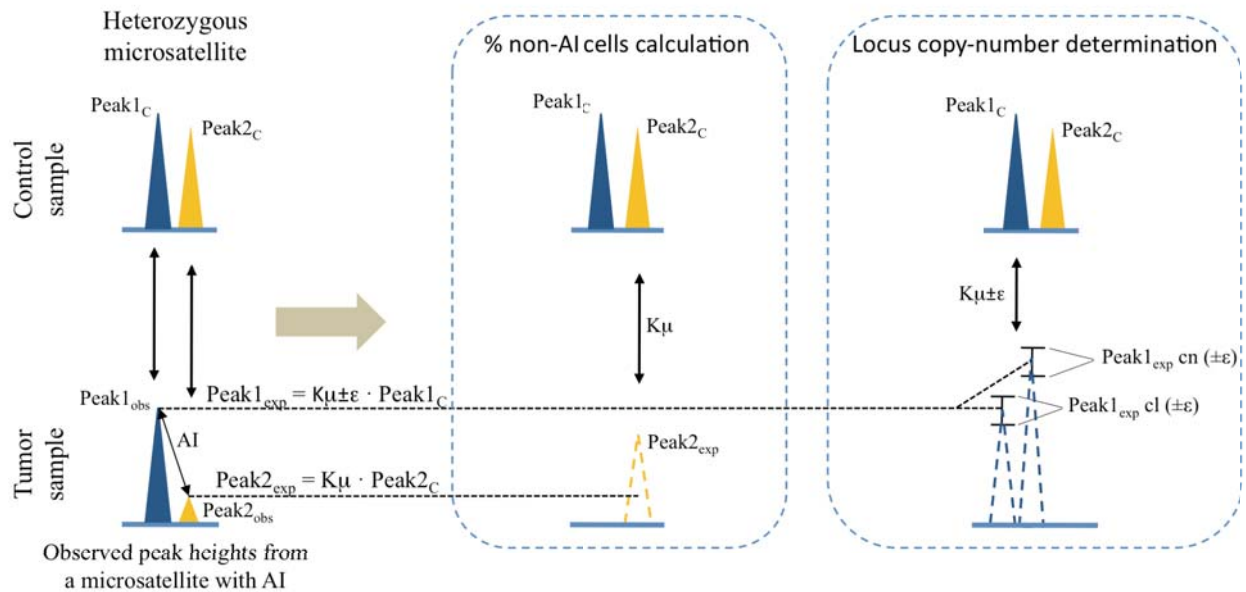 Heterozygous
microsatellite
% non-AI cells calculation
Locus copy-number determination
Control
sample
Peak1C
Peak2C
Peak1C
Peak2C
Peak1C
Peak2C
Kμ
Kμ±ε
Tumor
sample
Peak1obs
Peak1exp = Kμ±ε · Peak1C
AI
Peak2exp = Kμ · Peak2C
Peak2obs
Peak2exp
Peak1exp cn (±ε)
Peak1exp cl (±ε)
Observed peak heights from
a microsatellite with AI